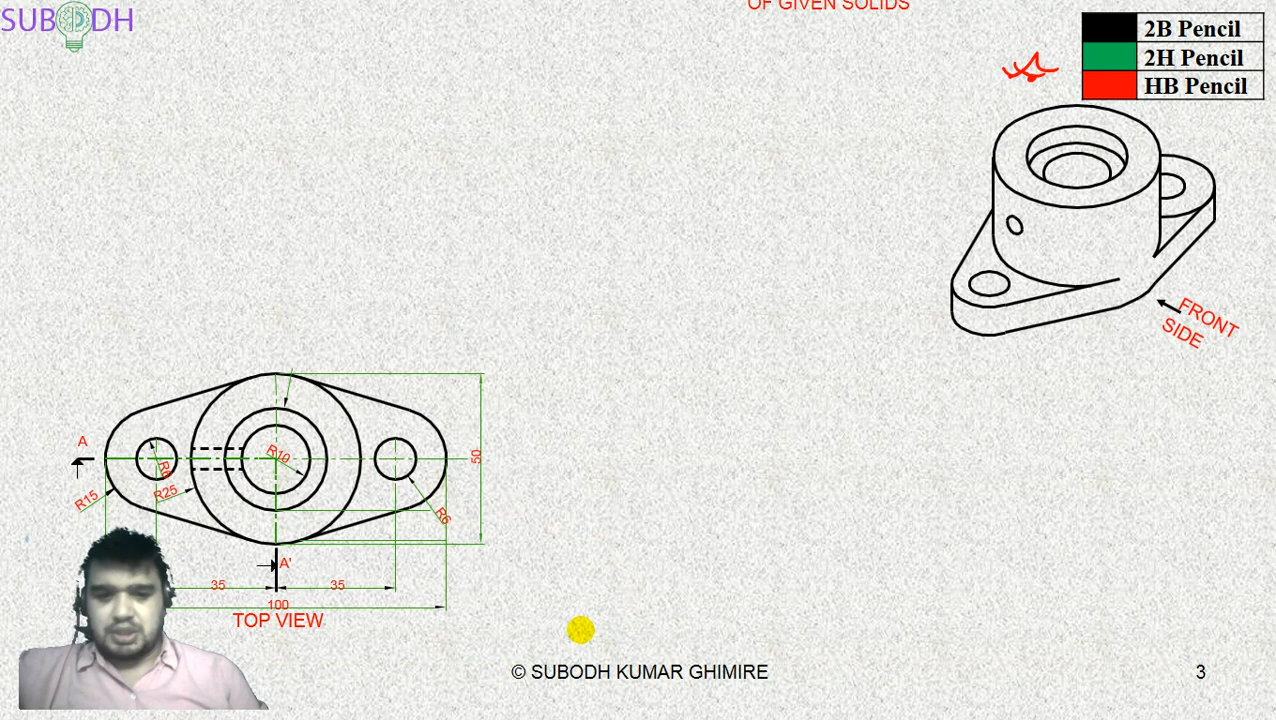 SUBODH
OF GIVEN SOLIDS
2B Pencil
2H Pencil
HB Pencil
FRONT
SIDE
A
R10
R6
R25
R15
R6
50
A'
35
35
100
TOP VIEW
© SUBODH KUMAR GHIMIRE
3